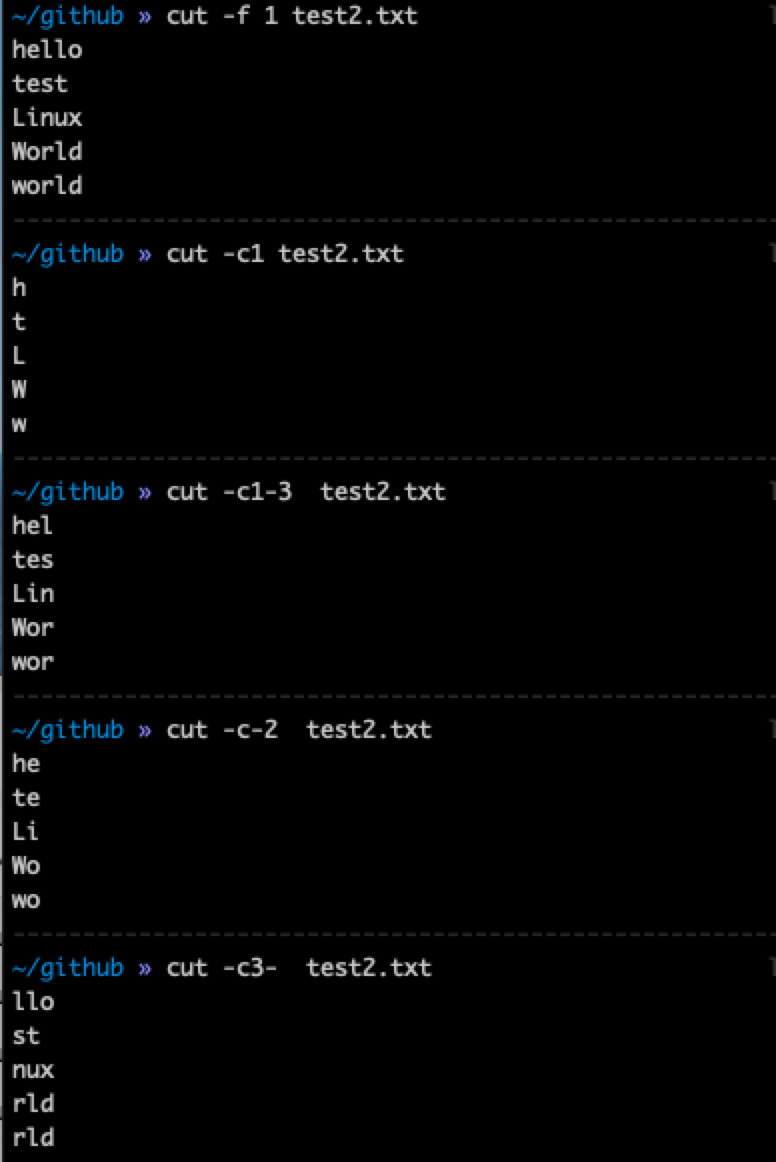 ~/github » cut -f 1 test2.txt
hello
test
Linux
World
world
~/github » cut -c1 test2.txt
h
t
L
W
w
~/github » cut -c1-3  test2.txt
hel
tes
Lin
Wor
wor
~/github » cut -c-2  test2.txt
he
te
Li
Wo
wo
~/github » cut -c3-  test2.txt
llo
st
nux
rld
rld